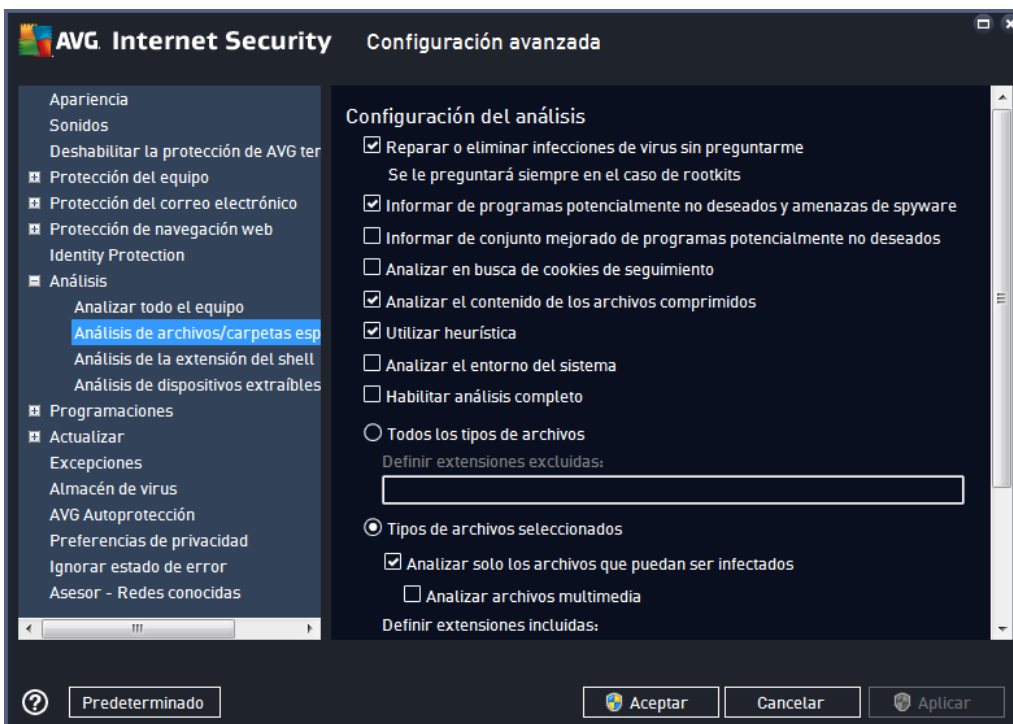 AVG. Internet Security
Configuración avanzada
Apariencia
Sonidos
Deshabilitar la protección de AVG ter
Protección del equipo
Protección del correo electrónico
Protección de navegación web
Identity Protection
Análisis
Analizar todo el equipo
Análisis de archivos/carpetas esp
Análisis de la extensión del shell
Análisis de dispositivos extraíbles
Programaciones
Actualizar
Excepciones
Almacén de virus
AVG Autoprotección
Preferencias de privacidad
Ignorar estado de error
Asesor - Redes conocidas
Configuración del análisis
Reparar o eliminar infecciones de virus sin preguntarme
Se le preguntará siempre en el caso de rootkits
Informar de programas potencialmente no deseados y amenazas de spyware
Informar de conjunto mejorado de programas potencialmente no deseados
Analizar en busca de cookies de seguimiento
Analizar el contenido de los archivos comprimidos
Utilizar heurística
Analizar el entorno del sistema
Habilitar análisis completo
Todos los tipos de archivos
Definir extensiones excluidas:
Tipos de archivos seleccionados
Analizar solo los archivos que puedan ser infectados
Analizar archivos multimedia
Definir extensiones incluidas:
Predeterminado
Aceptar
Cancelar
Aplicar